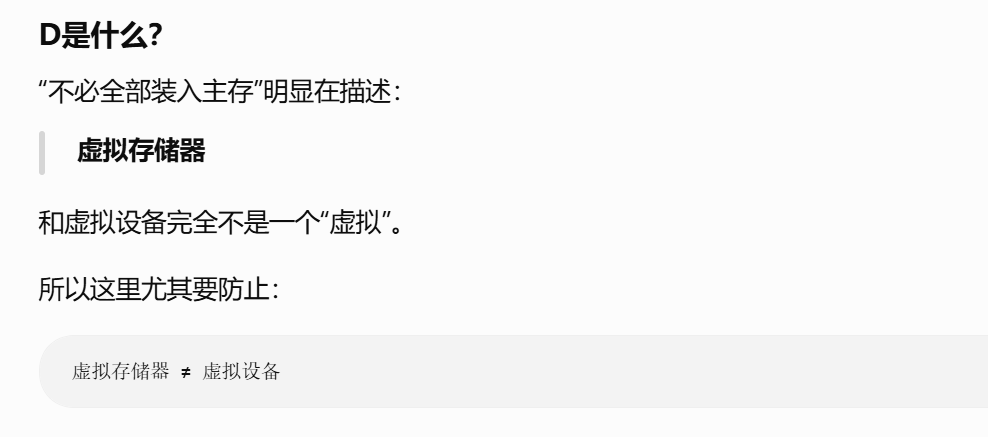 D是什么？
“不必全部装入主存”明显在描述：
虚拟存储器
和虚拟设备完全不是一个“虚拟”。
所以这里尤其要防止：
虚拟存储器 ≠ 虚拟设备